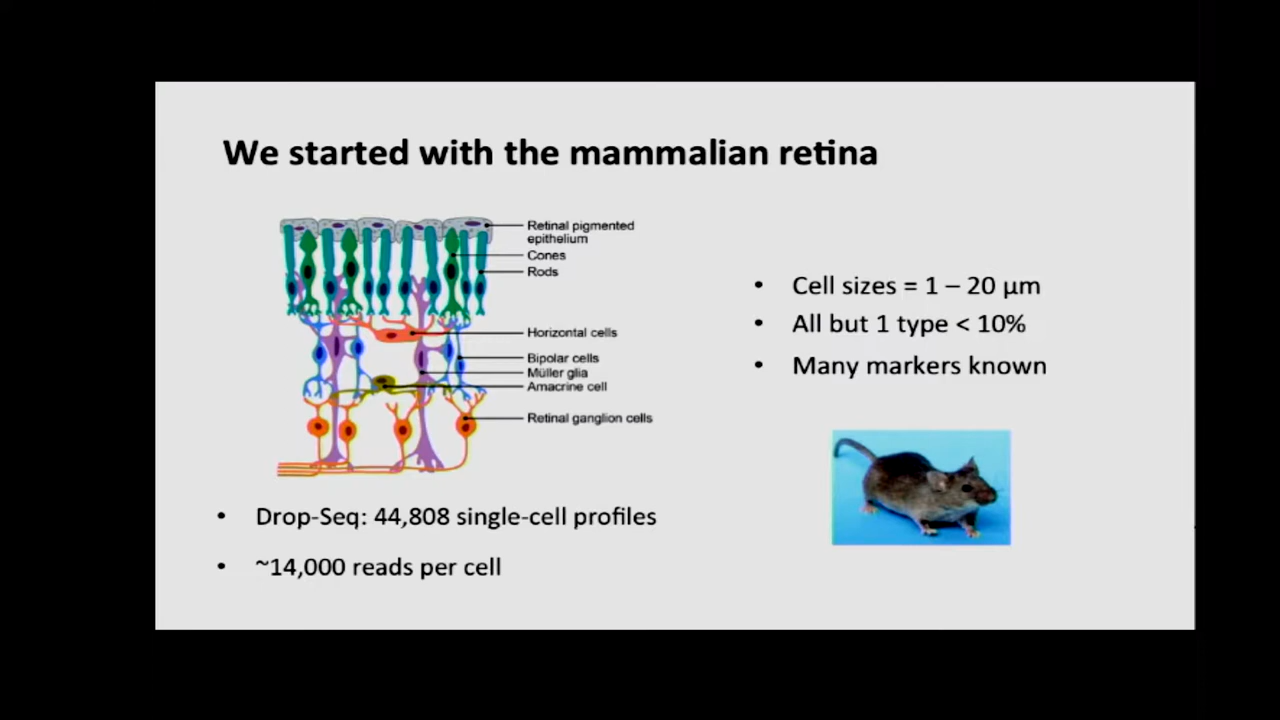 We started with the mammalian retina
Retinal pigmented
epithelium
Cones
Rods
Horizontal cells
Bipolar cells
Müller glia
Amacrine cell
Retinal ganglion cells
• Cell sizes = 1 – 20 µm
• All but 1 type < 10%
• Many markers known
• Drop-Seq: 44,808 single-cell profiles
• ~14,000 reads per cell